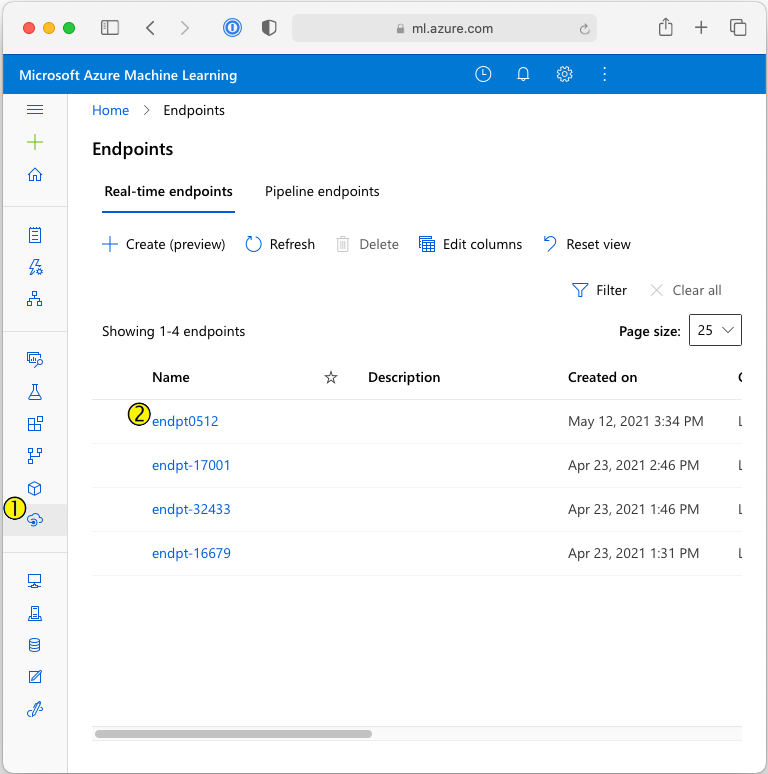 ml.azure.com
Microsoft Azure Machine Learning
Home > Endpoints
Endpoints
Real-time endpoints Pipeline endpoints
Create (preview) Refresh Delete Edit columns Reset view
Filter Clear all
Showing 1-4 endpoints Page size: 25
Name Description Created on
2 endpt0512 May 12, 2021 3:34 PM L
endpt-17001 Apr 23, 2021 2:46 PM L
1 endpt-32433 Apr 23, 2021 1:46 PM L
endpt-16679 Apr 23, 2021 1:31 PM L